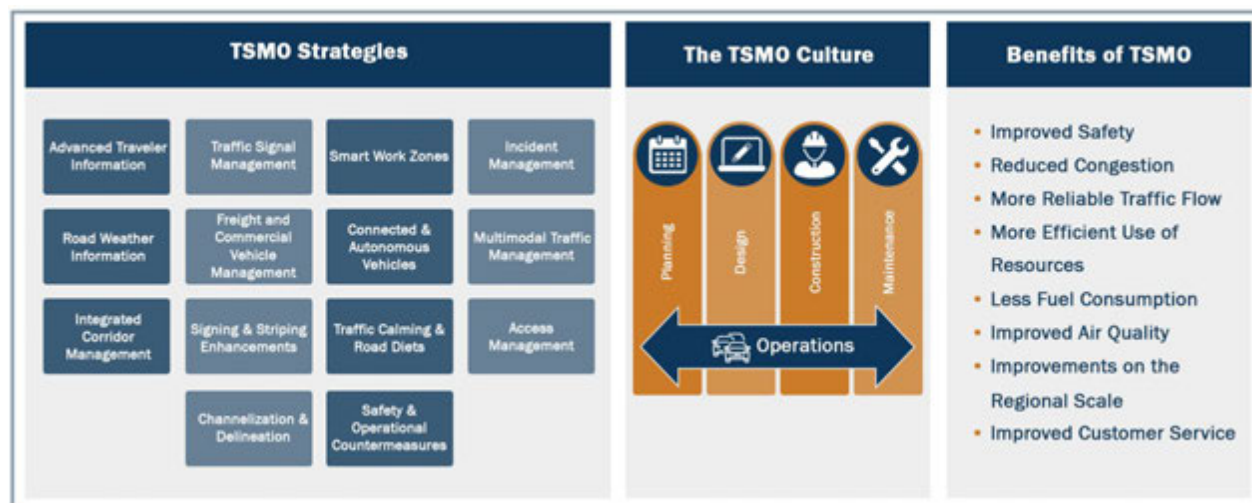 TSMO Strategies
Advanced Traveler
Information
Traffic Signal
Management
Smart Work Zones
Incident
Management
Road Weather
Information
Freight and
Commercial
Vehicle
Management
Connected &
Autonomous
Vehicles
Multimodal Traffic
Management
Integrated
Corridor
Management
Signing & Striping
Enhancements
Traffic Calming &
Road Diets
Access
Management
Channelization &
Delineation
Safety &
Operational
Countermeasures
The TSMO Culture
Planning
Design
Construction
Maintenance
Operations
Benefits of TSMO
• Improved Safety
• Reduced Congestion
• More Reliable Traffic Flow
• More Efficient Use of
Resources
• Less Fuel Consumption
• Improved Air Quality
• Improvements on the
Regional Scale
• Improved Customer Service